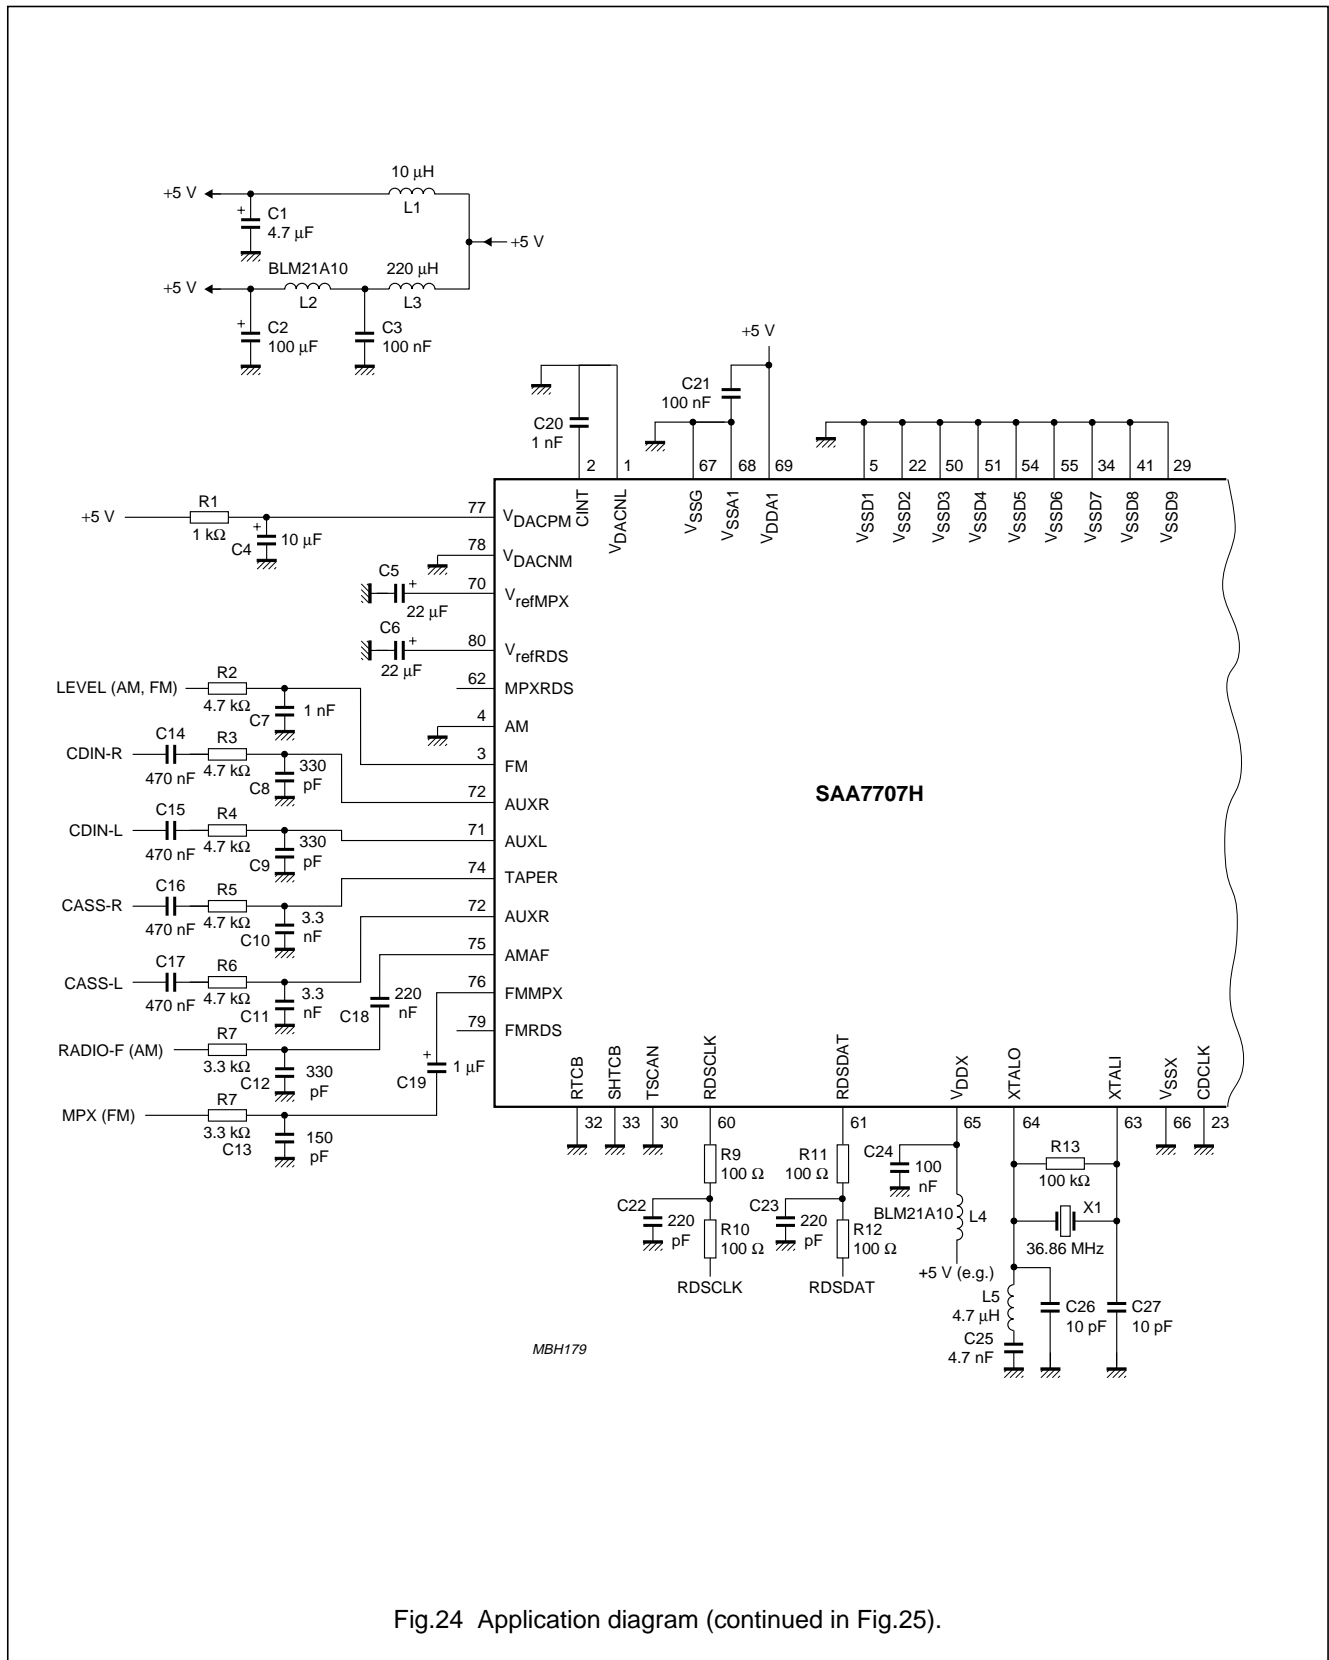 10 µH
+5 V
L1
C1
4.7 µF
+5 V
BLM21A10
220 µH
+5 V
L2
L3
C2
100 µF
C3
100 nF
+5 V
C21
100 nF
C20
1 nF
2
1
67
68
69
5
22
50
51
54
55
34
41
29
CINT
VDACNL
VSSG
VSSA1
VDDA1
VSSD1
VSSD2
VSSD3
VSSD4
VSSD5
VSSD6
VSSD7
VSSD8
VSSD9
+5 V
R1
1 kΩ
C4
+
10 µF
77
VDACPM
78
VDACNM
C5
+
22 µF
70
VrefMPX
C6
+
22 µF
80
VrefRDS
62
MPXRDS
LEVEL (AM, FM)
R2
4.7 kΩ
C7
1 nF
4
AM
CDIN-R
C14
470 nF
R3
4.7 kΩ
C8
330
pF
3
FM
72
AUXR
CDIN-L
C15
470 nF
R4
4.7 kΩ
C9
330
pF
71
AUXL
CASS-R
C16
470 nF
R5
4.7 kΩ
C10
3.3
nF
74
TAPER
72
AUXR
CASS-L
C17
470 nF
R6
4.7 kΩ
C11
3.3
nF
75
AMAF
C18
220
nF
76
FMMPX
79
FMRDS
RADIO-F (AM)
R7
3.3 kΩ
C12
330
pF
C19
+
1 µF
MPX (FM)
R7
3.3 kΩ
C13
150
pF
SAA7707H
RTCB
SHTCB
TSCAN
RDSCLK
RDSDAT
VDDX
XTALO
XTALI
VSSX
CDCLK
32
33
30
60
61
65
64
63
66
23
R9
100 Ω
C22
220
pF
R10
100 Ω
RDSCLK
R11
100 Ω
C23
220
pF
R12
100 Ω
RDSDAT
C24
100
nF
BLM21A10
L4
+5 V (e.g.)
R13
100 kΩ
X1
36.86 MHz
L5
4.7 µH
C25
4.7 nF
C26
10 pF
C27
10 pF
MBH179
Fig.24 Application diagram (continued in Fig.25).